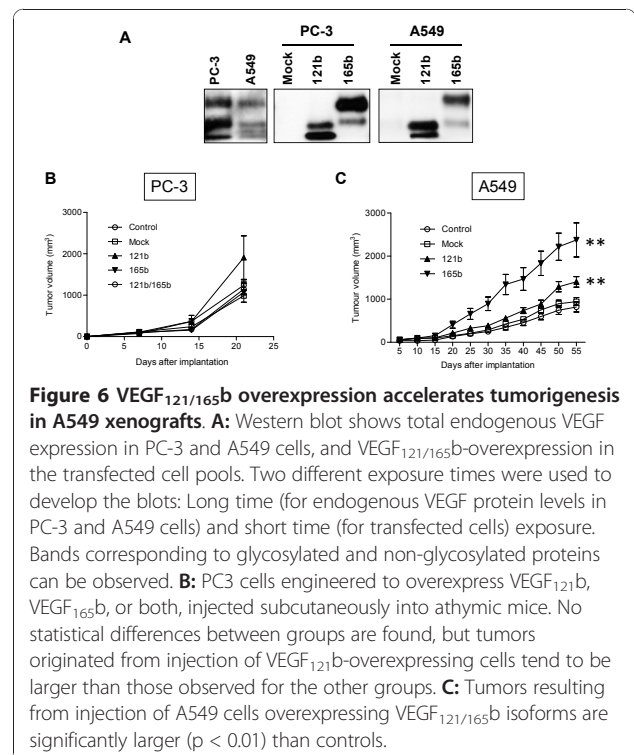 A
PC-3
A549
PC-3
Mock
121b
165b
A549
Mock
121b
165b
B
PC-3
Tumor volume (mm³)
3000
2000
1000
0
Control
Mock
121b
165b
121b/165b
0 5 10 15 20 25
Days after implantation
C
A549
Tumour volume (mm³)
3000
2000
1000
0
Control
Mock
121b
165b
**
**
5 10 15 20 25 30 35 40 45 50 55
Days after implantation
Figure 6 VEGF₁₂₁/₁₆₅b overexpression accelerates tumorigenesis
in A549 xenografts. A: Western blot shows total endogenous VEGF
expression in PC-3 and A549 cells, and VEGF₁₂₁/₁₆₅b-overexpression in
the transfected cell pools. Two different exposure times were used to
develop the blots: Long time (for endogenous VEGF protein levels in
PC-3 and A549 cells) and short time (for transfected cells) exposure.
Bands corresponding to glycosylated and non-glycosylated proteins
can be observed. B: PC3 cells engineered to overexpress VEGF₁₂₁b,
VEGF₁₆₅b, or both, injected subcutaneously into athymic mice. No
statistical differences between groups are found, but tumors
originated from injection of VEGF₁₂₁b-overexpressing cells tend to be
larger than those observed for the other groups. C: Tumors resulting
from injection of A549 cells overexpressing VEGF₁₂₁/₁₆₅b isoforms are
significantly larger (p < 0.01) than controls.